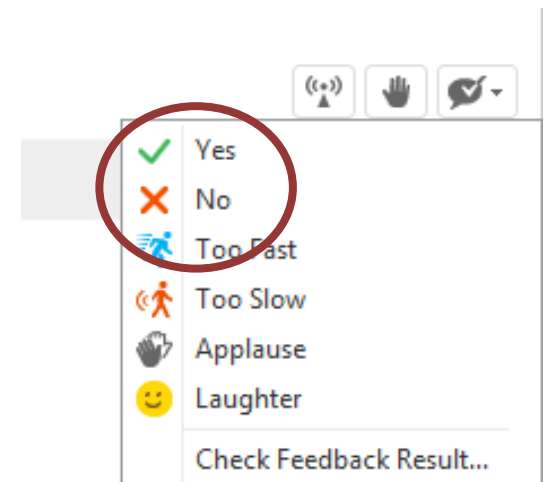 Yes
No
Too Fast
Too Slow
Applause
Laughter
Check Feedback Result...